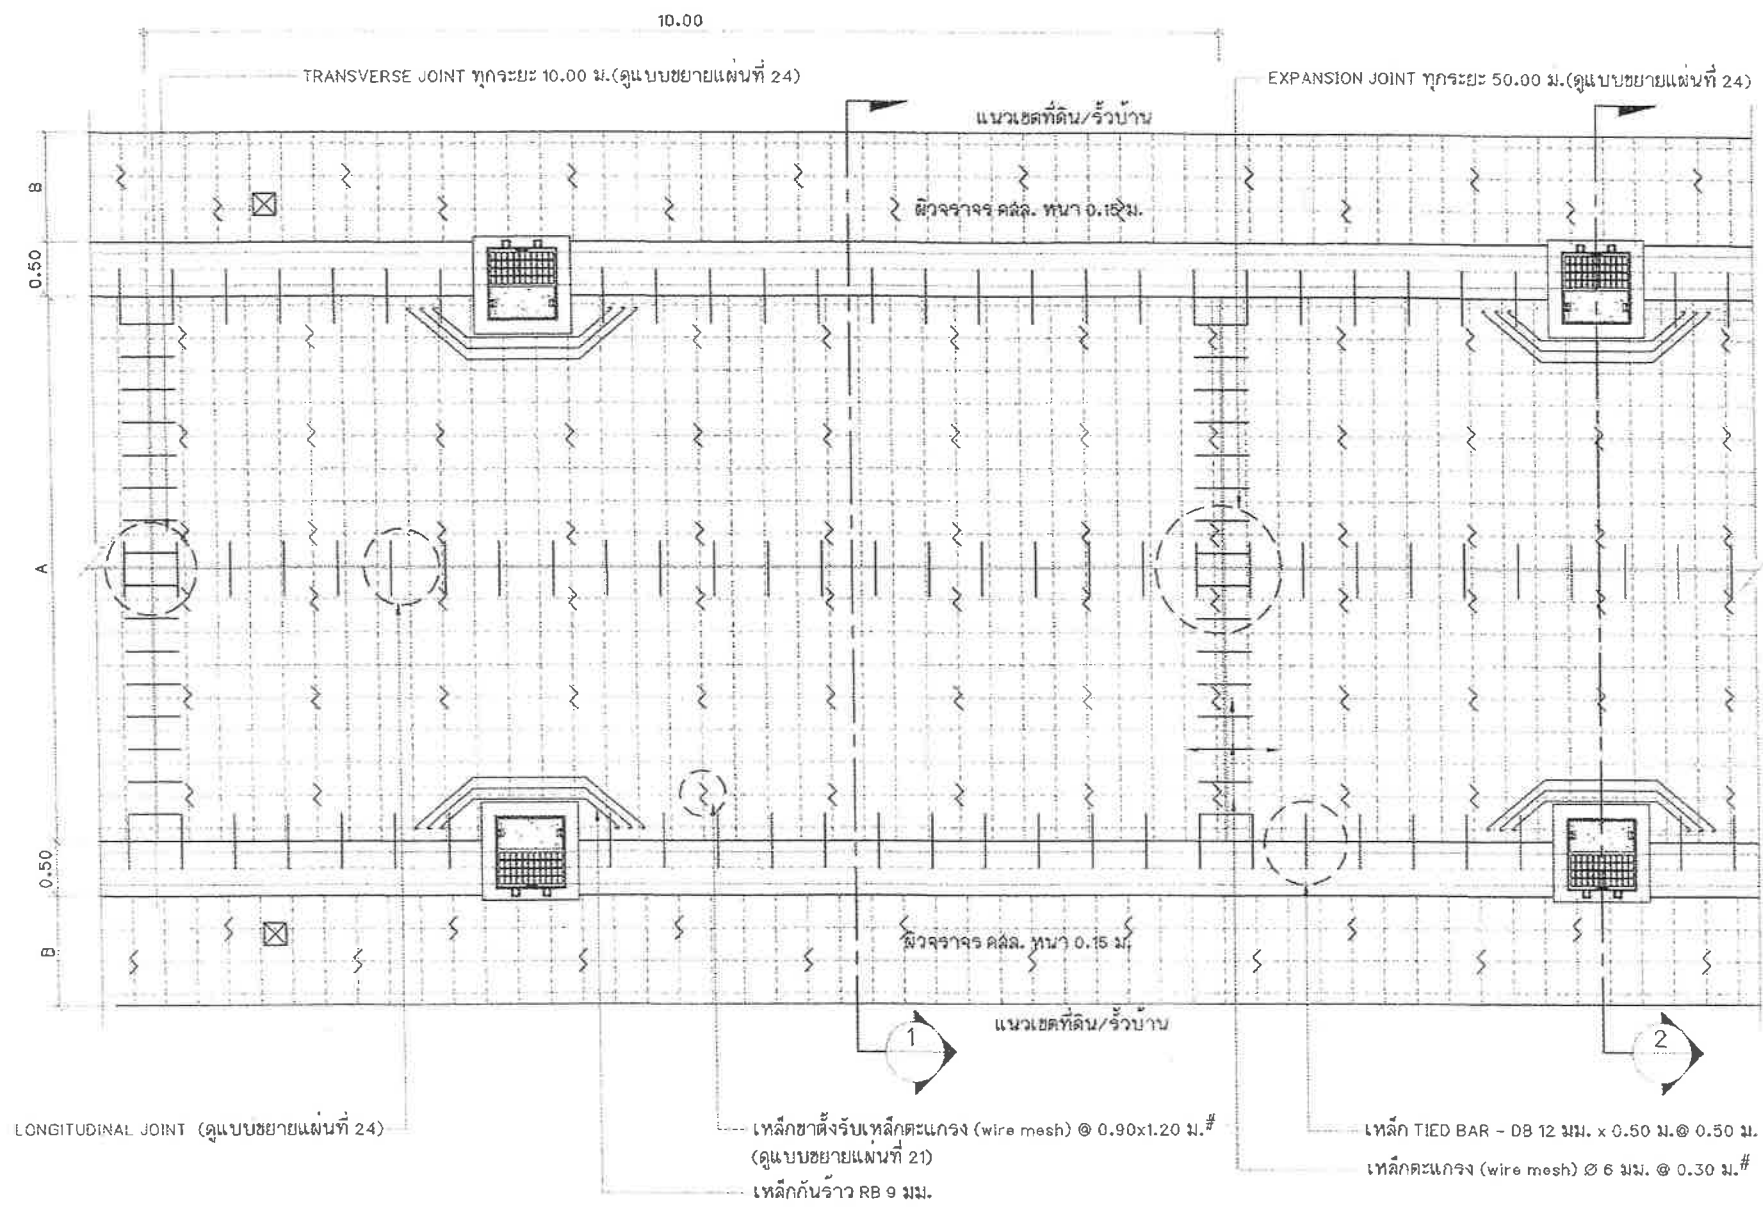 10.00
TRANSVERSE JOINT ทุกระยะ 10.00 ม.(ดูแบบขยายแผ่นที่ 24)
EXPANSION JOINT ทุกระยะ 50.00 ม.(ดูแบบขยายแผ่นที่ 24)
แนวเขตที่ดิน/รั้วบ้าน
B
ผิวจราจร คสล. หนา 0.15 ม.
0.50
A
0.50
B
ผิวจราจร คสล. หนา 0.15 ม.
แนวเขตที่ดิน/รั้วบ้าน
1
2
LONGITUDINAL JOINT (ดูแบบขยายแผ่นที่ 24)
เหล็กขาตั้งรับเหล็กตะแกรง (wire mesh) @ 0.90x1.20 ม.#
(ดูแบบขยายแผ่นที่ 21)
เหล็กกันร้าว RB 9 มม.
เหล็ก TIED BAR - DB 12 มม. x 0.50 ม.@ 0.50 ม.
เหล็กตะแกรง (wire mesh) Ø 6 มม. @ 0.30 ม.#